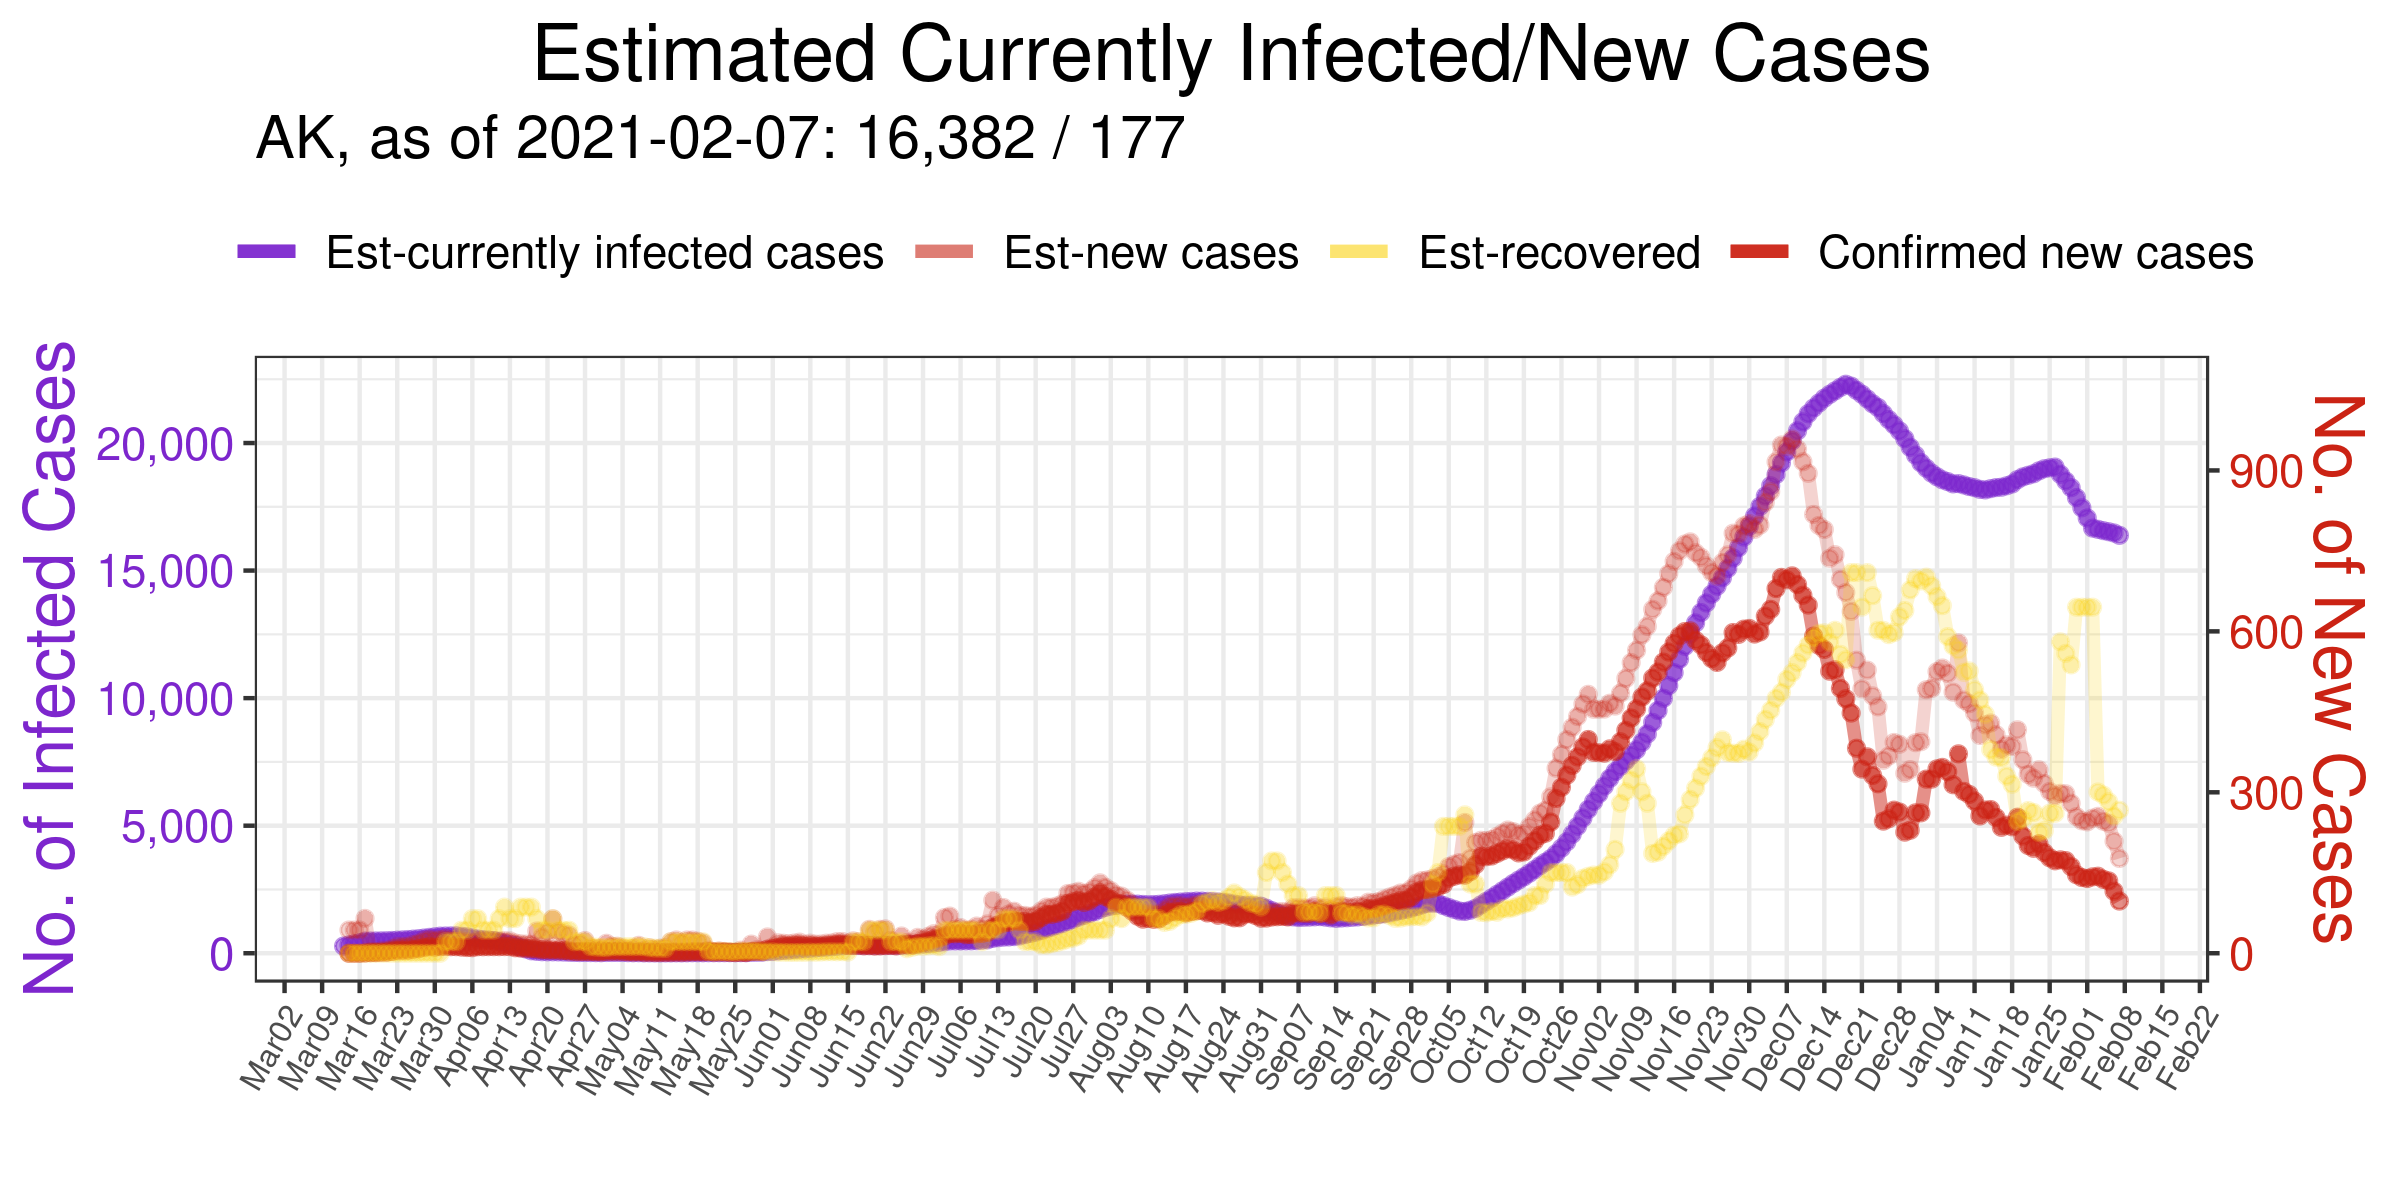 Estimated Currently Infected/New Cases
AK, as of 2021-02-07: 16,382 / 177
Est-currently infected cases
Est-new cases
Est-recovered
Confirmed new cases
No. of Infected Cases
20,000
15,000
10,000
5,000
0
900
600
300
0
No. of New Cases
Mar02
Mar09
Mar16
Mar23
Mar30
Apr06
Apr13
Apr20
Apr27
May04
May11
May18
May25
Jun01
Jun08
Jun15
Jun22
Jun29
Jul06
Jul13
Jul20
Jul27
Aug03
Aug10
Aug17
Aug24
Aug31
Sep07
Sep14
Sep21
Sep28
Oct05
Oct12
Oct19
Oct26
Nov02
Nov09
Nov16
Nov23
Nov30
Dec07
Dec14
Dec21
Dec28
Jan04
Jan11
Jan18
Jan25
Feb01
Feb08
Feb15
Feb22